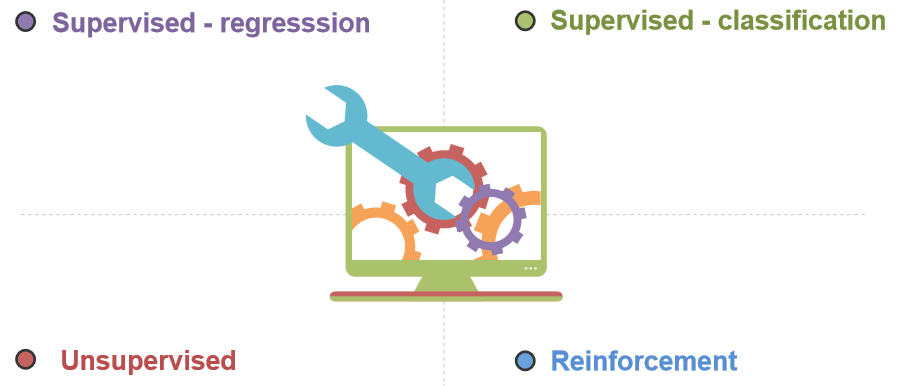 Supervised - regresssion
Supervised - classification
Unsupervised
Reinforcement